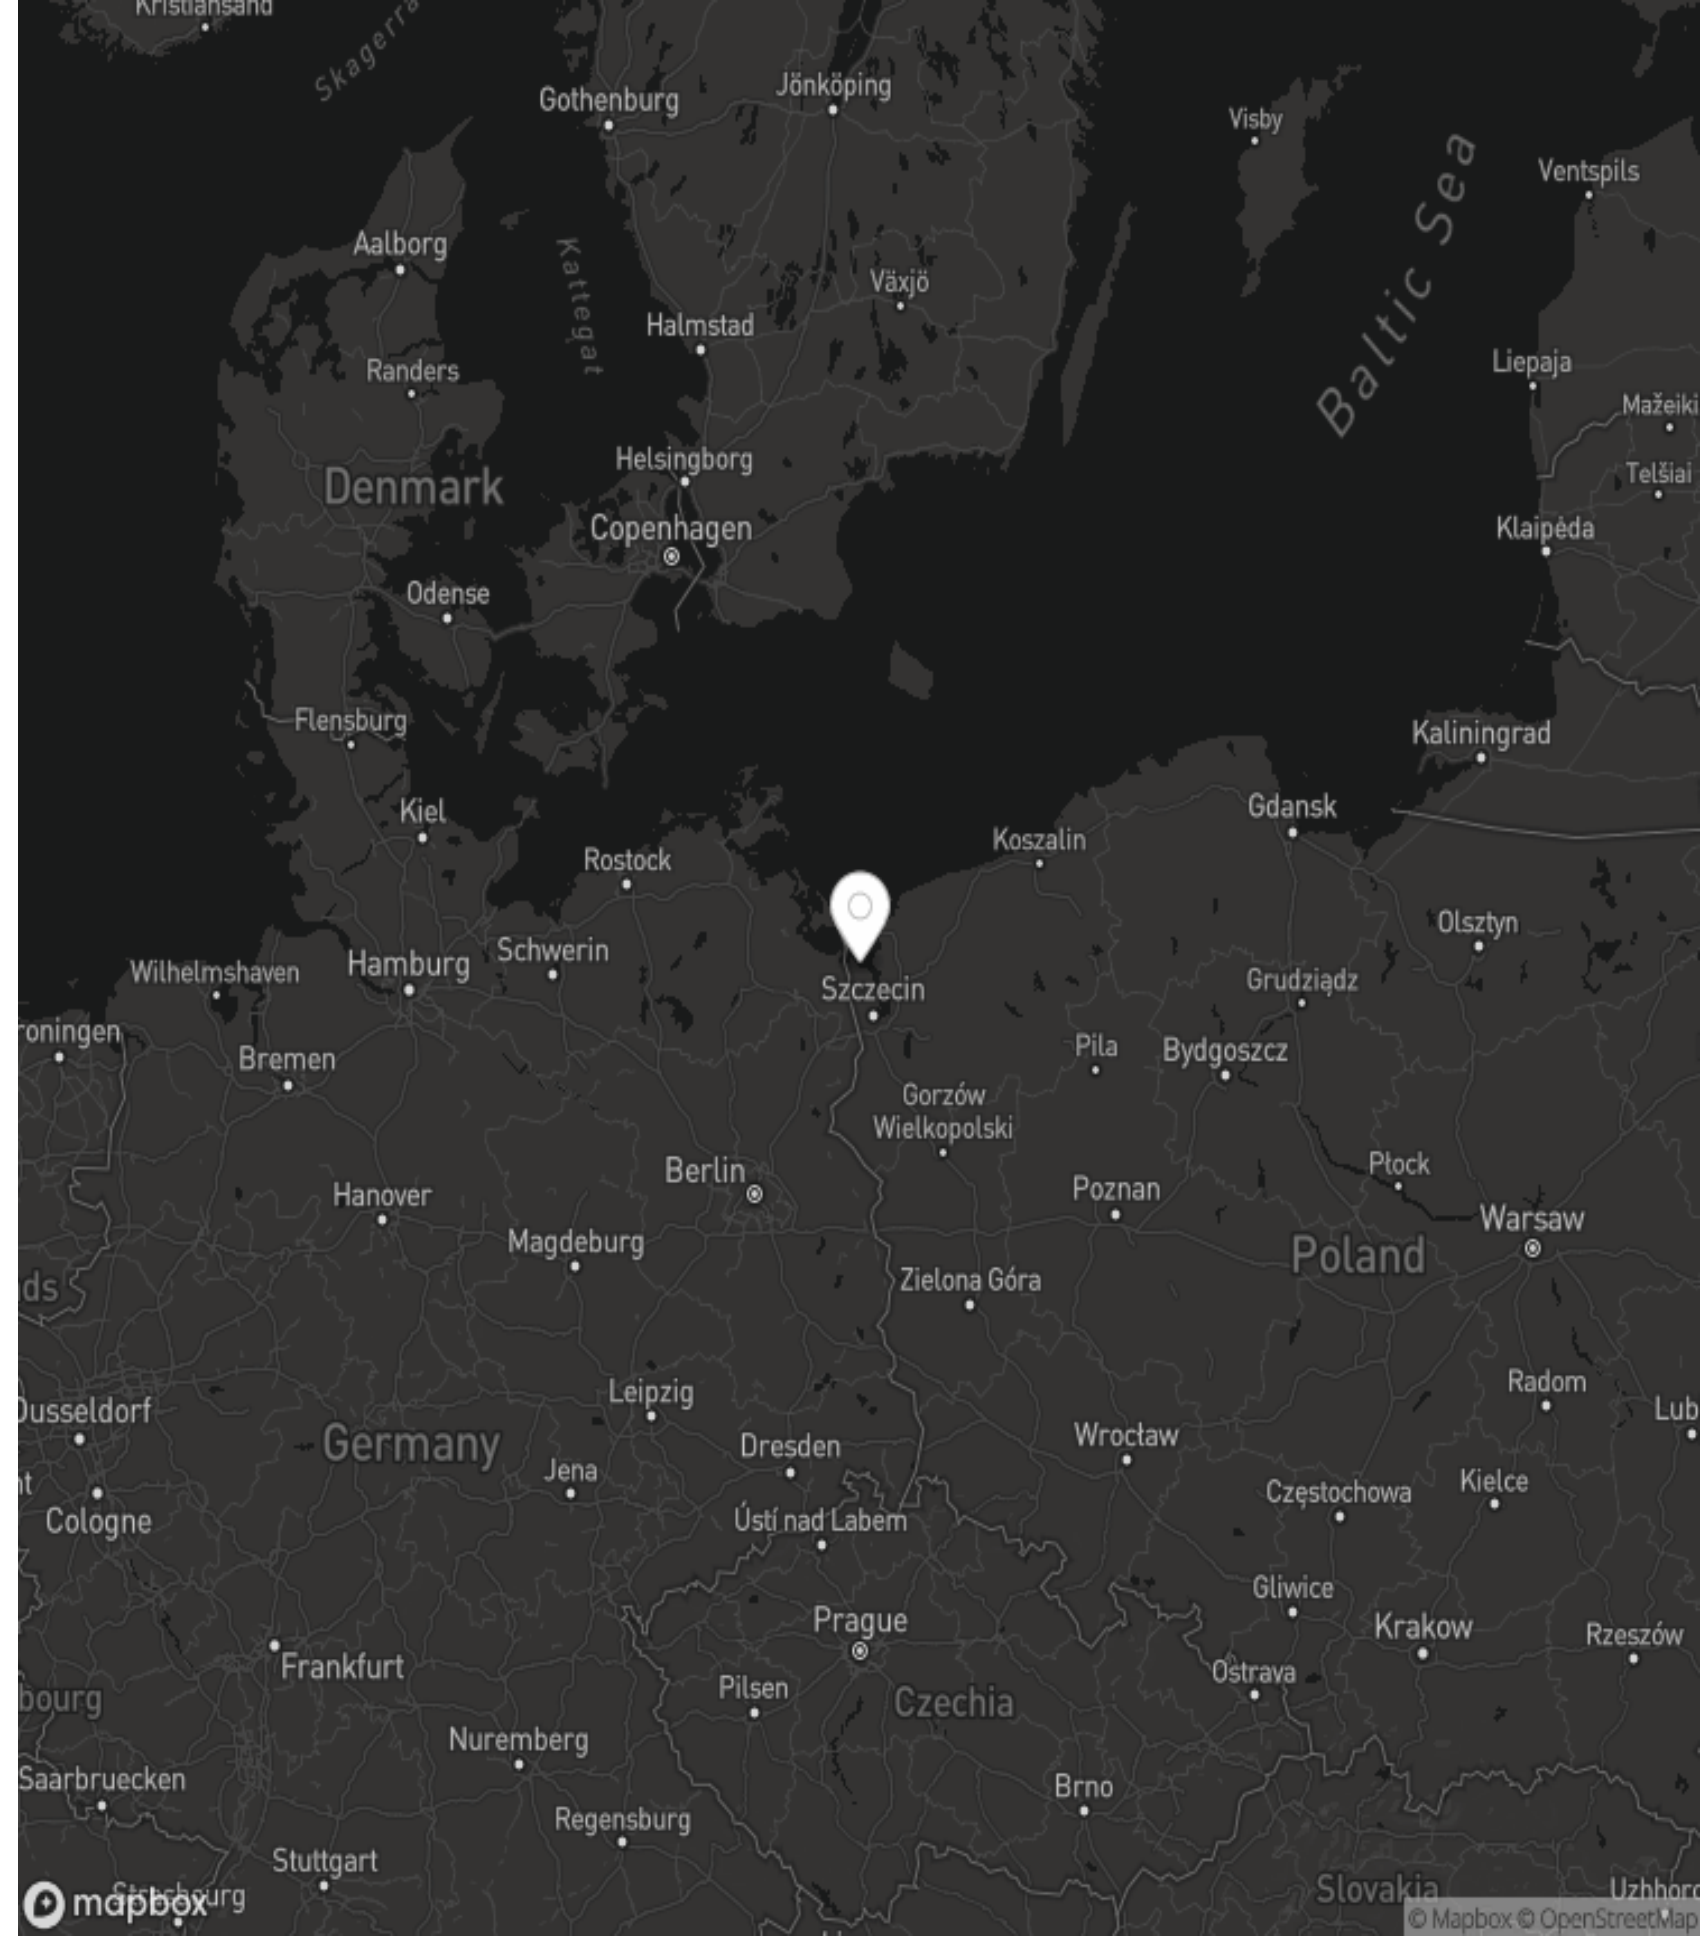 Kristiansand
Skagerra
Gothenburg
Jönköping
Visby
Baltic Sea
Ventspils
Aalborg
Kattegat
Växjö
Halmstad
Liepaja
Randers
Mažeiki
Helsingborg
Telšiai
Denmark
Copenhagen
Klaipėda
Odense
Flensburg
Kaliningrad
Kiel
Gdansk
Koszalin
Rostock
Olsztyn
Schwerin
Hamburg
Wilhelmshaven
Grudziądz
Szczecin
roningen
Pila
Bydgoszcz
Bremen
Gorzów
Wielkopolski
Płock
Berlin
Poznan
Hanover
Warsaw
Magdeburg
Poland
Zielona Góra
ds
Radom
Leipzig
Dusseldorf
Lub
Wrocław
Germany
Dresden
Jena
Kielce
nt
Częstochowa
Cologne
Ústí nad Labem
Gliwice
Prague
Krakow
Rzeszów
Frankfurt
Ostrava
Pilsen
bourg
Czechia
Nuremberg
Saarbruecken
Brno
Regensburg
Stuttgart
Slovakia
Uzhhoro
Strasbourg
mapbox
© Mapbox © OpenStreetMap